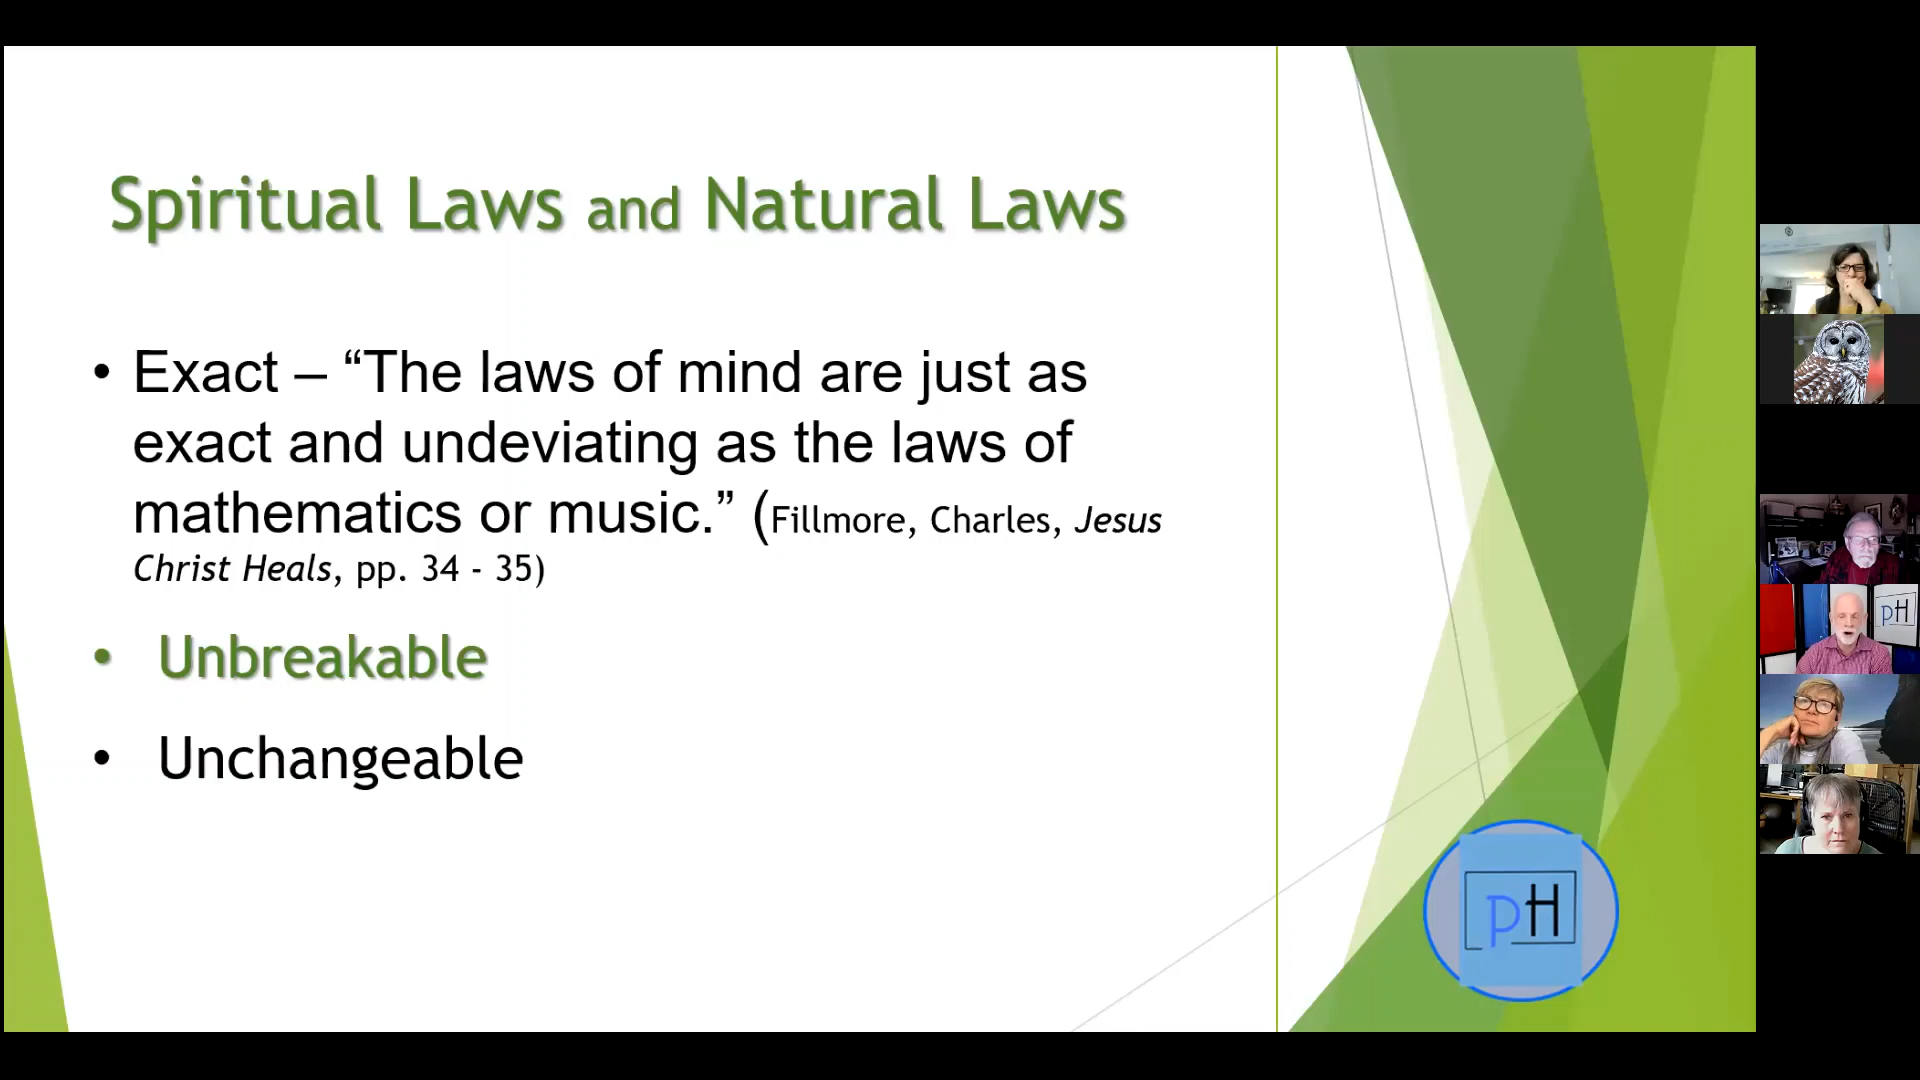 Spiritual Laws and Natural Laws
• Exact – “The laws of mind are just as
exact and undeviating as the laws of
mathematics or music.” (Fillmore, Charles, Jesus
Christ Heals, pp. 34 - 35)
• Unbreakable
• Unchangeable
pH
pH